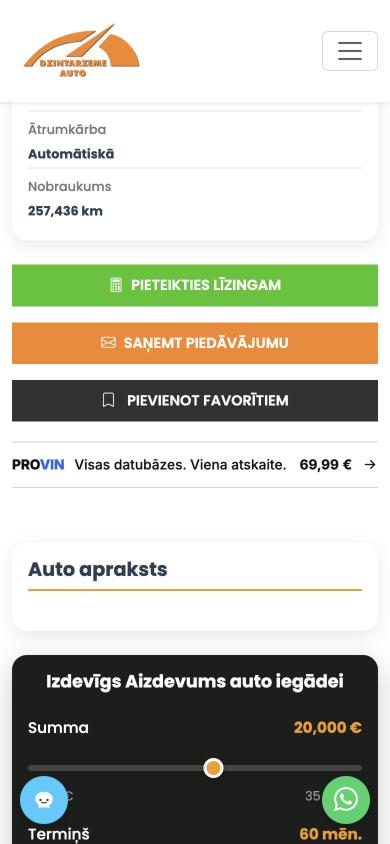 DZINTARZEME
AUTO
Ātrumkārba
Automātiskā
Nobraukums
257,436 km
PIETEIKTIES LĪZINGAM
SAŅEMT PIEDĀVĀJUMU
PIEVIENOT FAVORĪTIEM
PROVIN Visas datubāzes. Viena atskaite. 69,99 € →
Auto apraksts
Izdevīgs Aizdevums auto iegādei
Summa 20,000 €
Termiņš 60 mēn.